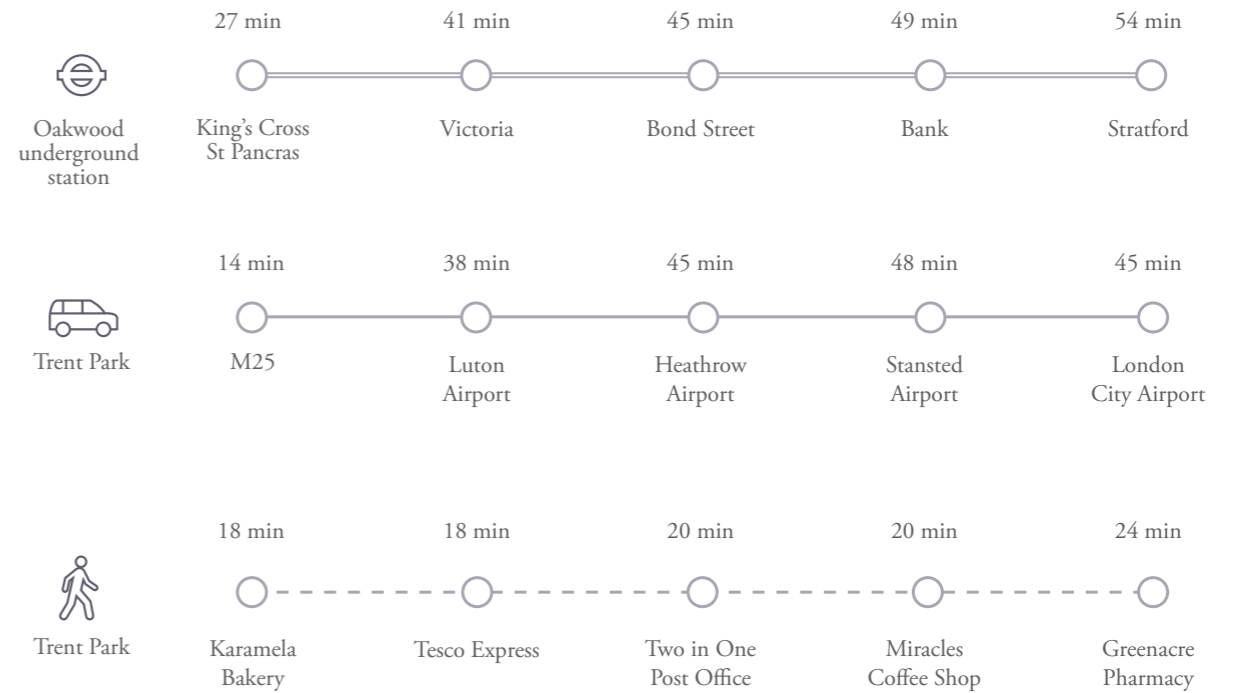 27 min
41 min
45 min
49 min
54 min
Oakwood
underground
station
King’s Cross
St Pancras
Victoria
Bond Street
Bank
Stratford
14 min
38 min
45 min
48 min
45 min
Trent Park
M25
Luton
Airport
Heathrow
Airport
Stansted
Airport
London
City Airport
18 min
18 min
20 min
20 min
24 min
Trent Park
Karamela
Bakery
Tesco Express
Two in One
Post Office
Miracles
Coffee Shop
Greenacre
Pharmacy